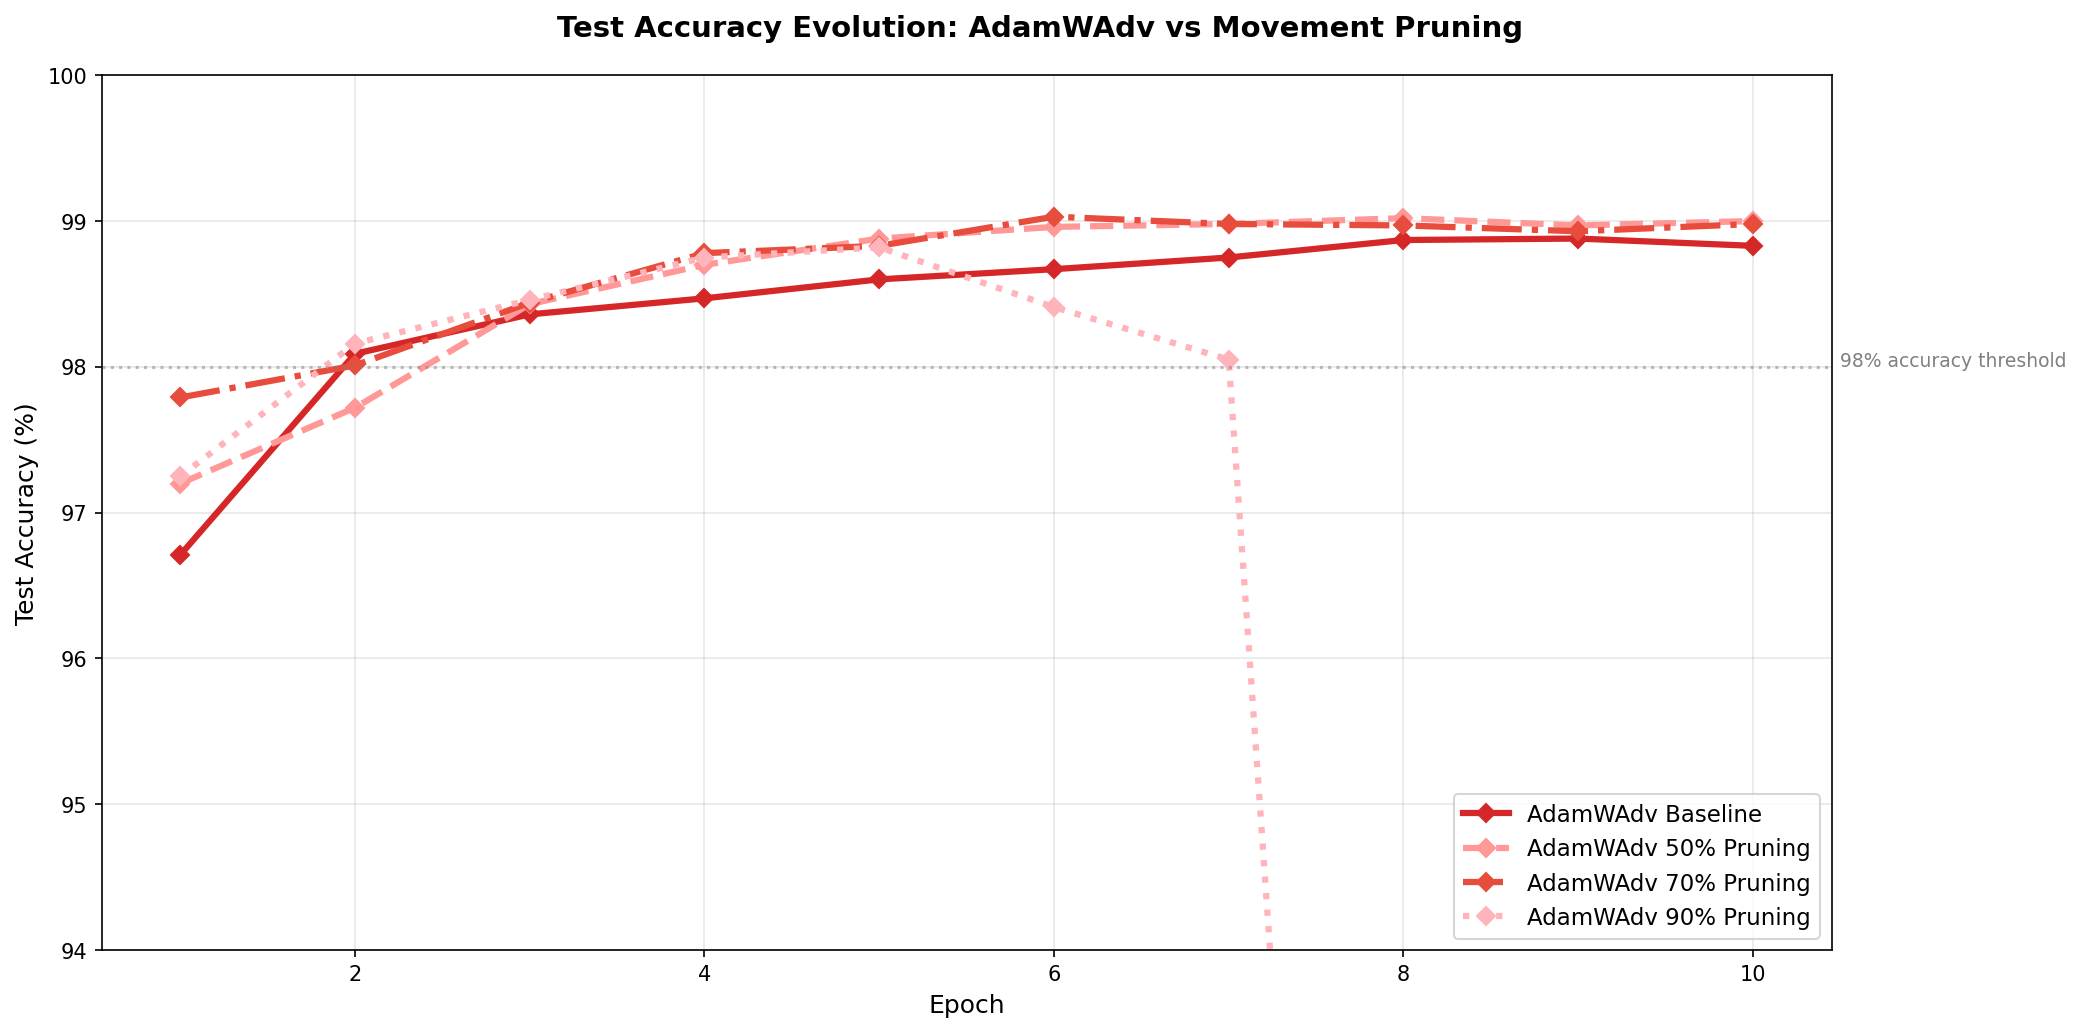 Test Accuracy Evolution: AdamWAdv vs Movement Pruning
Test Accuracy (%)
100
99
98
97
96
95
94
98% accuracy threshold
AdamWAdv Baseline
AdamWAdv 50% Pruning
AdamWAdv 70% Pruning
AdamWAdv 90% Pruning
2 4 6 8 10
Epoch